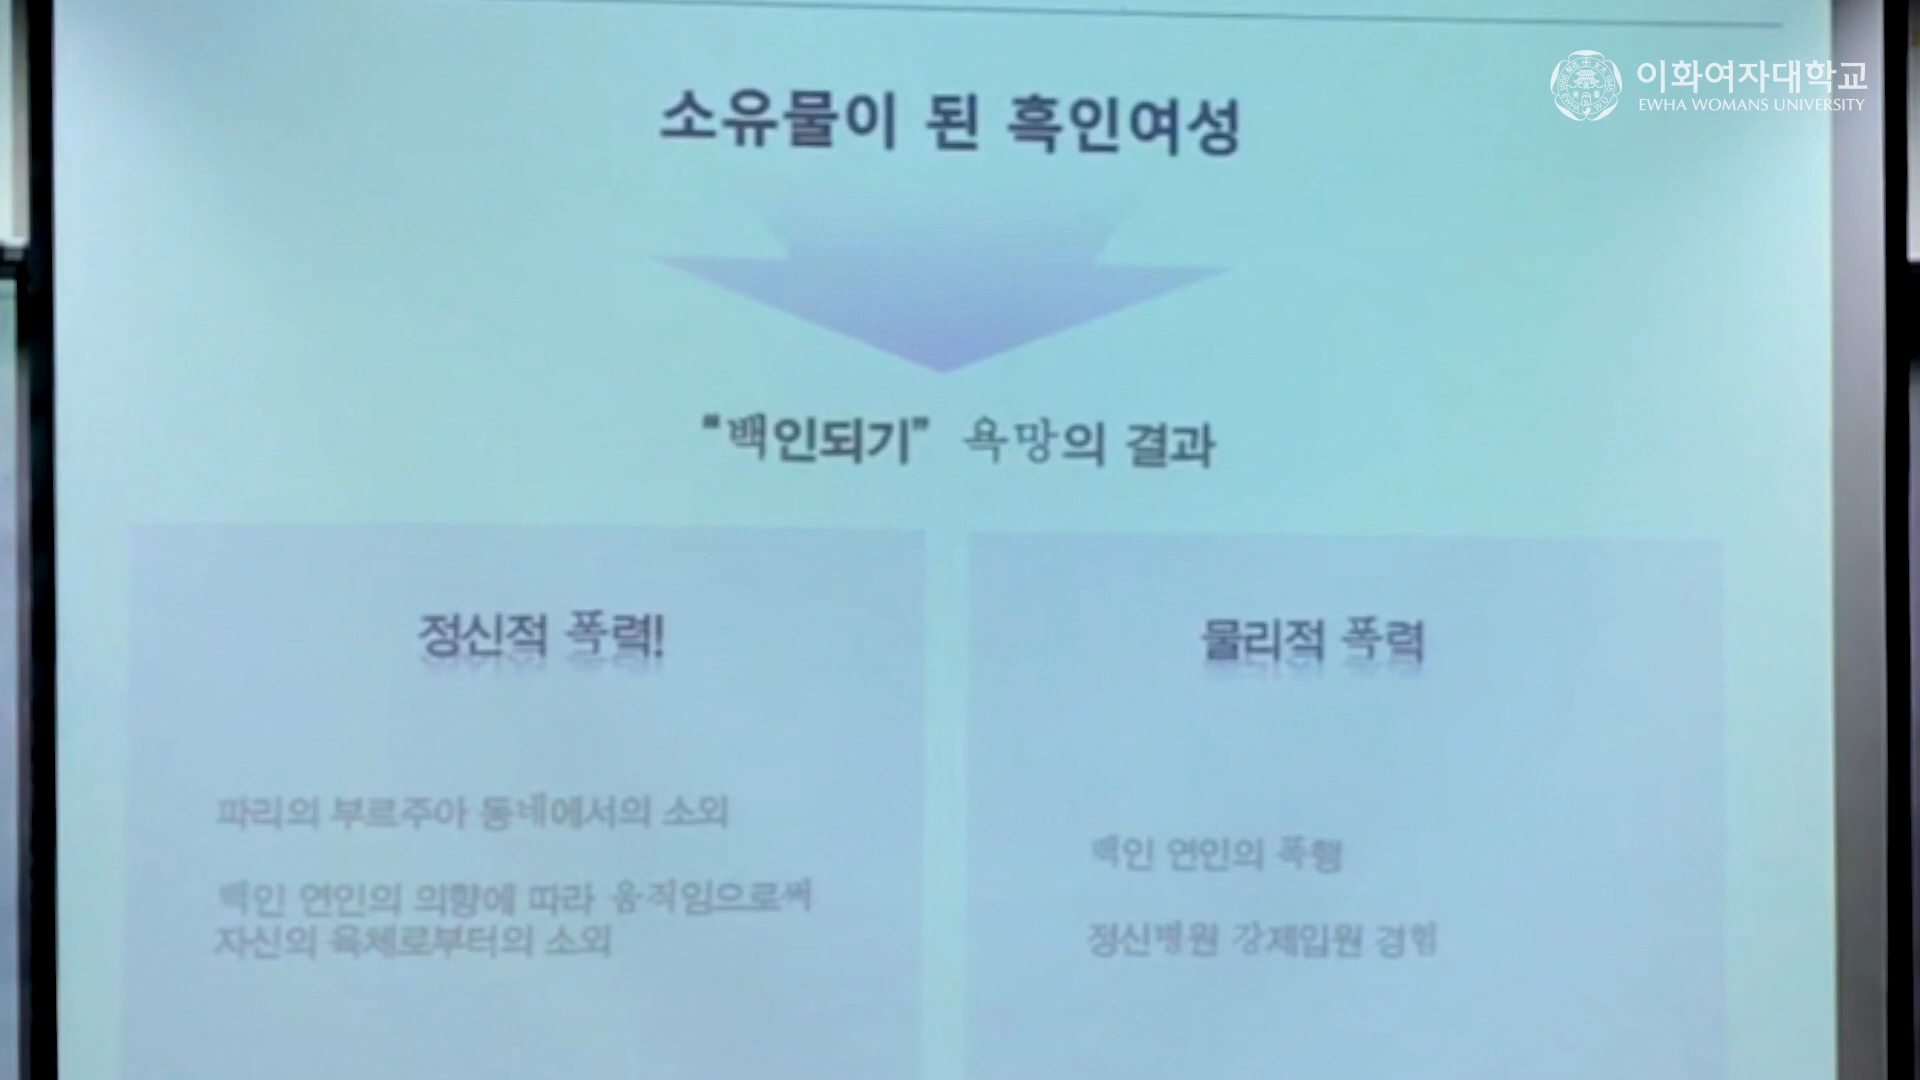 이화여자대학교
EWHA WOMANS UNIVERSITY
소유물이 된 흑인여성
“백인되기” 욕망의 결과
정신적 폭력!
파리의 부르주아 동네에서의 소외
백인 연인의 의향에 따라 움직임으로써
자신의 육체로부터의 소외
물리적 폭력
백인 연인의 폭행
정신병원 강제입원 경험